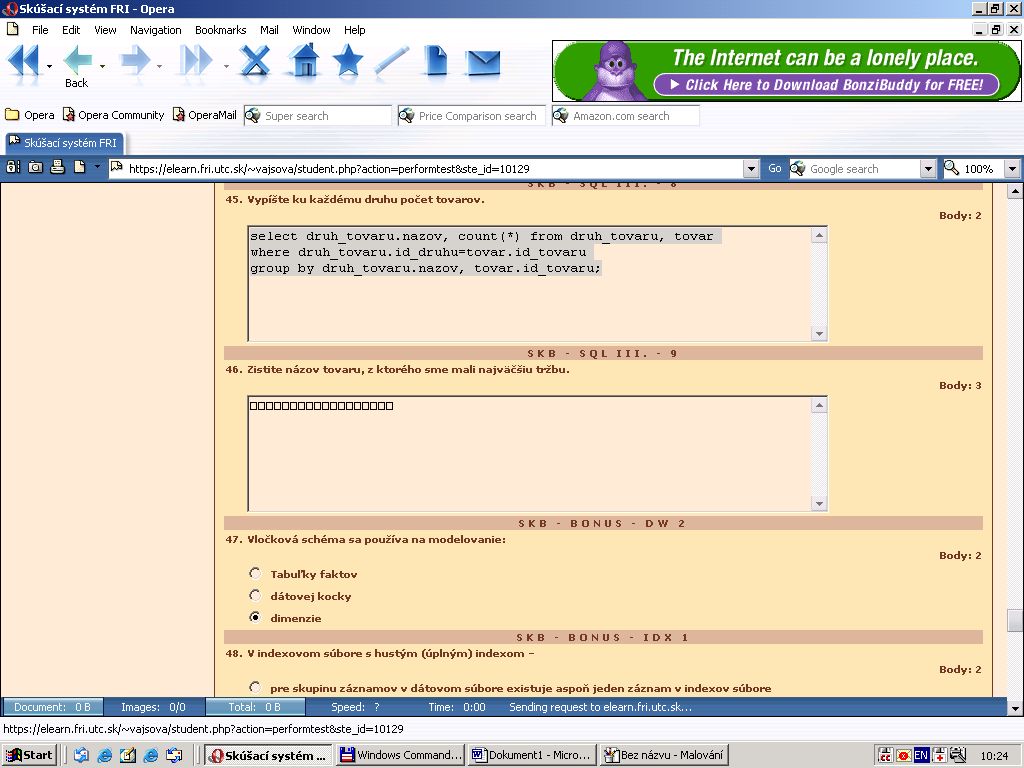 Skúšací systém FRI - Opera
File Edit View Navigation Bookmarks Mail Window Help
Back
The Internet can be a lonely place.
Click Here to Download BonziBuddy for FREE!
Opera Opera Community OperaMail Super search Price Comparison search Amazon.com search
Skúšací systém FRI
https://elearn.fri.utc.sk/~vajsova/student.php?action=performtest&ste_id=10129 Go Google search 100%
SKB - SQL III. - 8
45. Vypíšte ku každému druhu počet tovarov.
Body: 2
select druh_tovaru.nazov, count(*) from druh_tovaru, tovar
where druh_tovaru.id_druhu=tovar.id_tovaru
group by druh_tovaru.nazov, tovar.id_tovaru;
SKB - SQL III. - 9
46. Zistite názov tovaru, z ktorého sme mali najväčšiu tržbu.
Body: 3
SKB - BONUS - DW 2
47. Vločková schéma sa používa na modelovanie:
Body: 2
Tabuľky faktov
dátovej kocky
dimenzie
SKB - BONUS - IDX 1
48. V indexovom súbore s hustým (úplným) indexom -
Body: 2
pre skupinu záznamov v dátovom súbore existuje aspoň jeden záznam v indexov súbore
Document: 0 B Images: 0/0 Total: 0 B Speed: ? Time: 0:00 Sending request to elearn.fri.utc.sk...
https://elearn.fri.utc.sk/~vajsova/student.php?action=performtest&ste_id=10129
Start Skúšací systém ... Windows Command... Dokument1 - Micro... Bez názvu - Malování EN 10:24